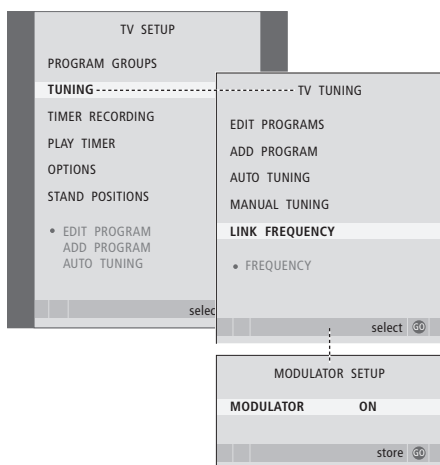 TV SETUP
PROGRAM GROUPS
TUNING
TIMER RECORDING
PLAY TIMER
OPTIONS
STAND POSITIONS
• EDIT PROGRAM
ADD PROGRAM
AUTO TUNING
selec
TV TUNING
EDIT PROGRAMS
ADD PROGRAM
AUTO TUNING
MANUAL TUNING
LINK FREQUENCY
• FREQUENCY
select GO
MODULATOR SETUP
MODULATOR ON
store GO